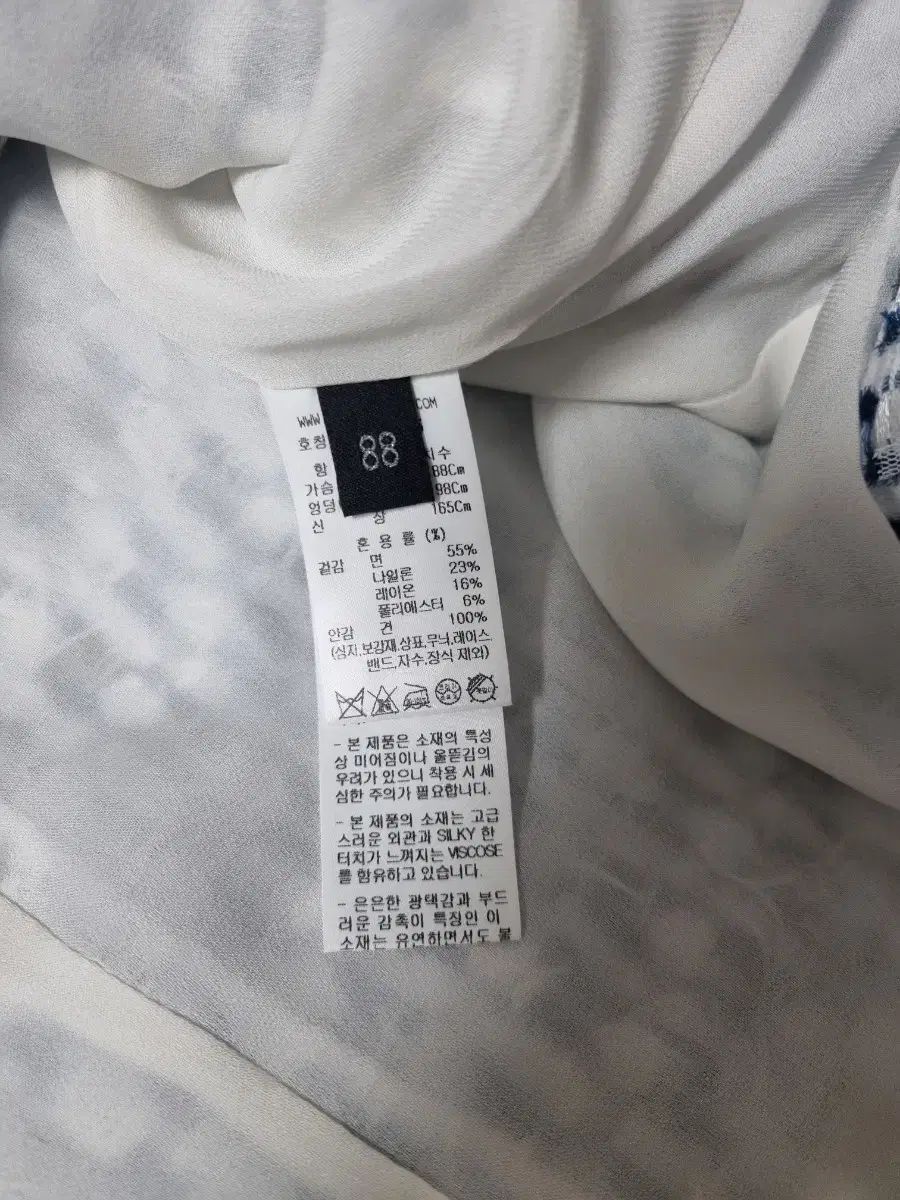 WWW
COM
88
호칭
치수
항
88Cm
가슴
98Cm
엉덩
165Cm
신 장
혼 용 률 (%)
겉감 면 55%
나일론 23%
레이온 16%
폴리에스터 6%
안감 견 100%
(심지,보강재,상표,무늬,레이스,
밴드,자수,장식 제외)
- 본 제품은 소재의 특성
상 미어짐이나 올뜯김의
우려가 있으니 착용 시 세
심한 주의가 필요합니다.
- 본 제품의 소재는 고급
스러운 외관과 SILKY 한
터치가 느껴지는 VISCOSE
를 함유하고 있습니다.
- 은은한 광택감과 부드
러운 감촉이 특징인 이
소재는 유연하면서도 불